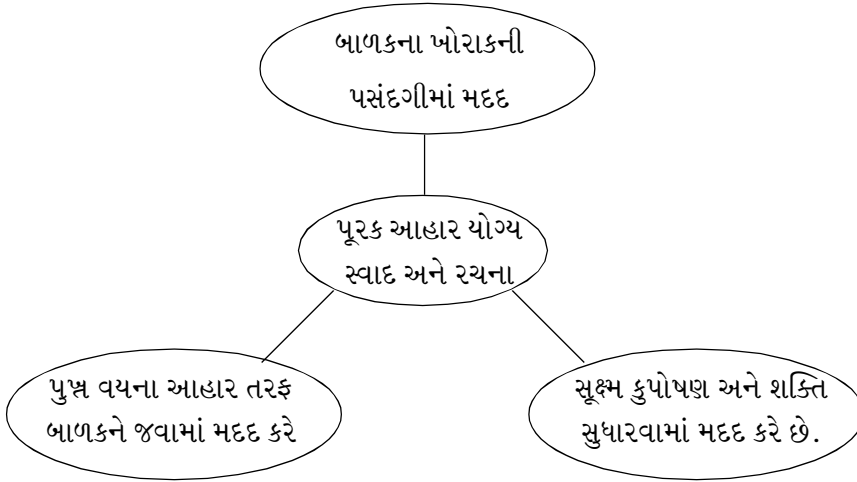 બાળકના ખોરાકની
પસંદગીમાં મદદ
પૂરક આહાર યોગ્ય
સ્વાદ અને રચના
પુખ્ત વયના આહાર તરફ
બાળકને જવામાં મદદ કરે
સૂક્ષ્મ કુપોષણ અને શક્તિ
સુધારવામાં મદદ કરે છે.